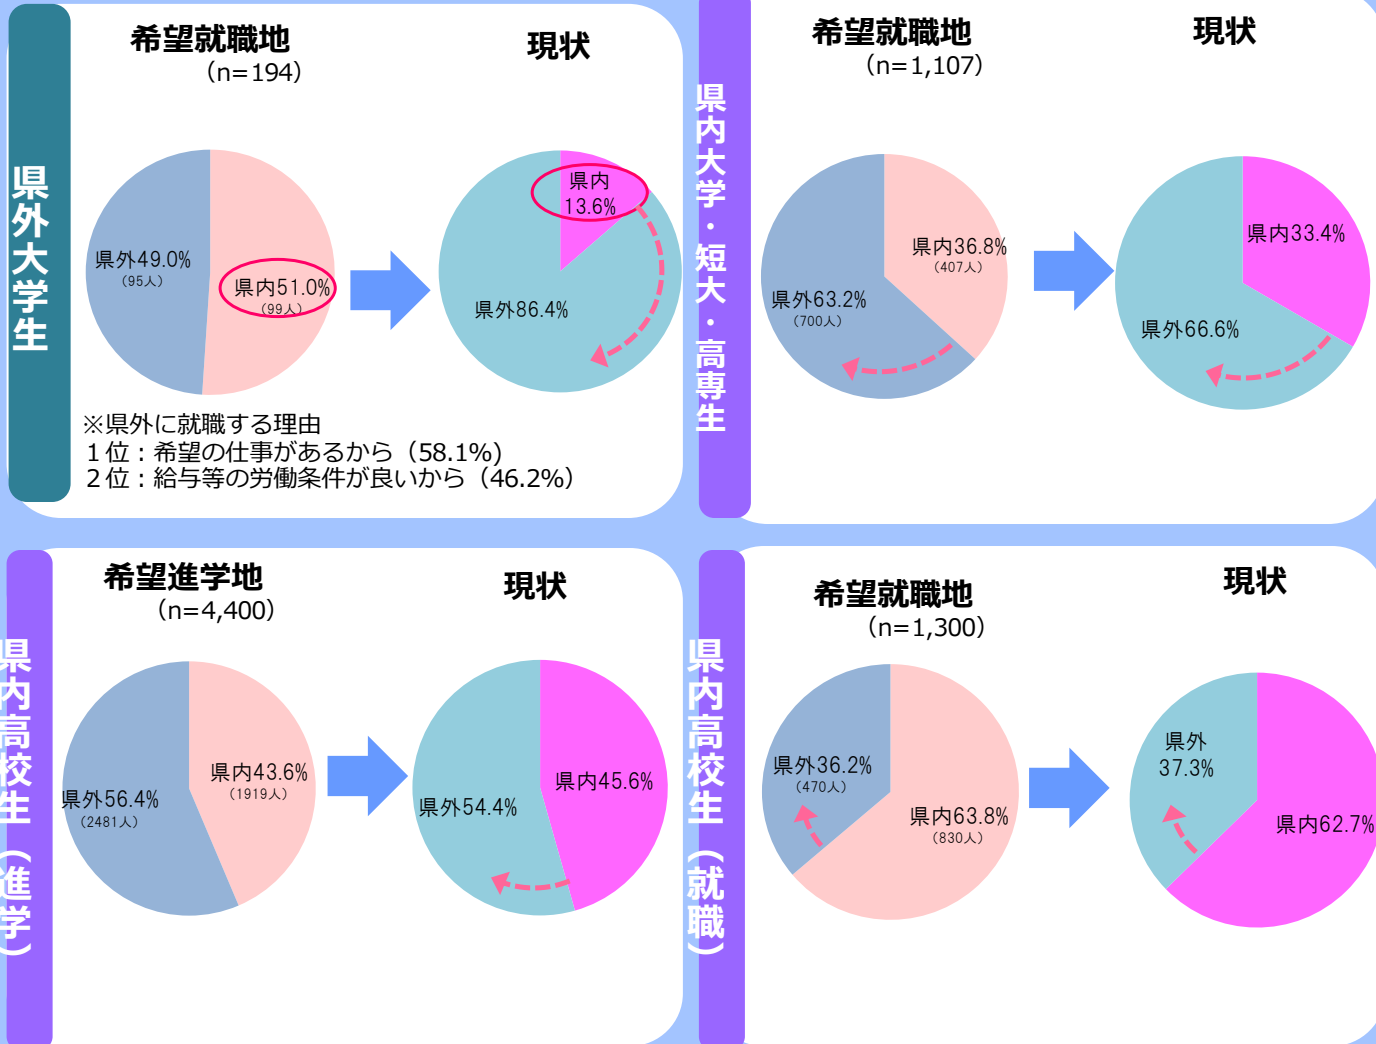 県外大学生
希望就職地
（n=194）
現状
県外49.0%
（95人）
県内51.0%
（99人）
県内
13.6%
県外86.4%
※県外に就職する理由
１位：希望の仕事があるから（58.1%)
２位：給与等の労働条件が良いから（46.2%）
県内大学・短大・高専生
希望就職地
（n=1,107）
現状
県内36.8%
（407人）
県外63.2%
（700人）
県内33.4%
県外66.6%
県内高校生（進学）
希望進学地
（n=4,400）
現状
県内43.6%
（1919人）
県外56.4%
（2481人）
県内45.6%
県外54.4%
県内高校生（就職）
希望就職地
（n=1,300）
現状
県外36.2%
（470人）
県内63.8%
（830人）
県外
37.3%
県内62.7%